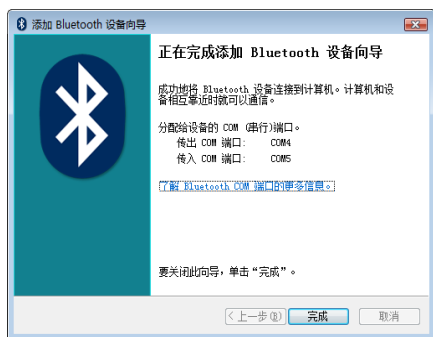 添加 Bluetooth 设备向导
正在完成添加 Bluetooth 设备向导
成功地将 Bluetooth 设备连接到计算机。计算机和设
备相互靠近时就可以通信。
分配给设备的 COM (串行)端口。
传出 COM 端口: COM4
传入 COM 端口: COM5
了解 Bluetooth COM 端口的更多信息。
要关闭此向导，单击“完成”。
<上一步(B) 完成 取消